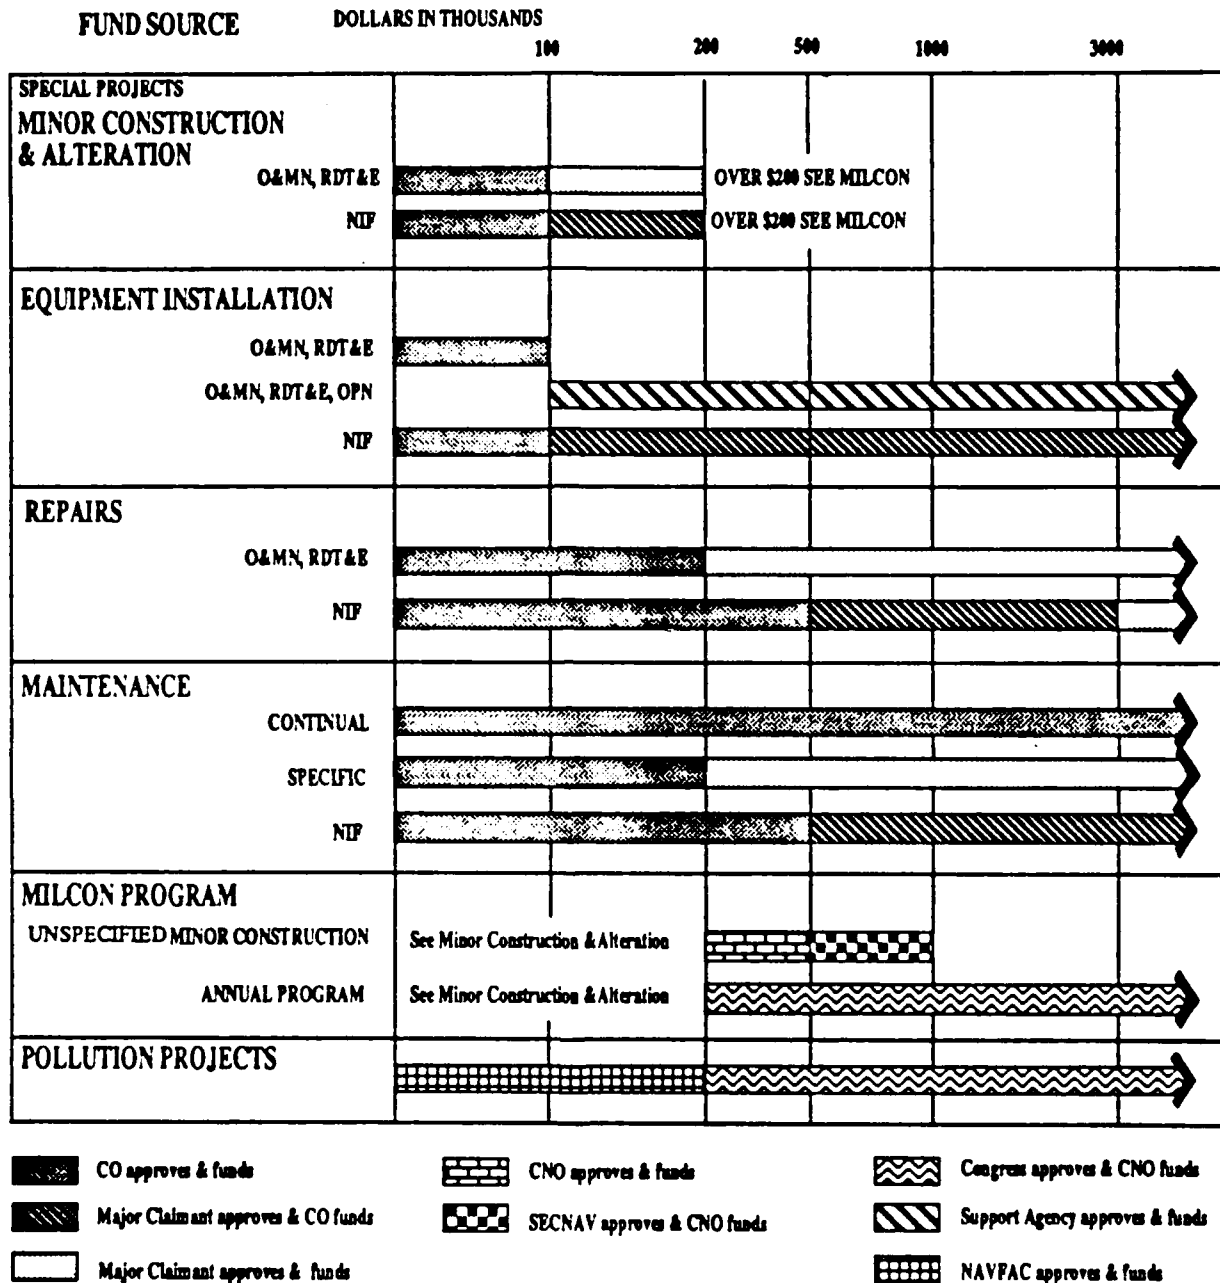 FUND SOURCE
DOLLARS IN THOUSANDS
100 200 500 1000 3000
SPECIAL PROJECTS
MINOR CONSTRUCTION
& ALTERATION
O&MN, RDT&E OVER $200 SEE MILCON
NIF OVER $200 SEE MILCON
EQUIPMENT INSTALLATION
O&MN, RDT&E
O&MN, RDT&E, OPN
NIF
REPAIRS
O&MN, RDT&E
NIF
MAINTENANCE
CONTINUAL
SPECIFIC
NIF
MILCON PROGRAM
UNSPECIFIED MINOR CONSTRUCTION See Minor Construction & Alteration
ANNUAL PROGRAM See Minor Construction & Alteration
POLLUTION PROJECTS
CO approves & funds
CNO approves & funds
Congress approves & CNO funds
Major Claimant approves & CO funds
SECNAV approves & CNO funds
Support Agency approves & funds
Major Claimant approves & funds
NAVFAC approves & funds